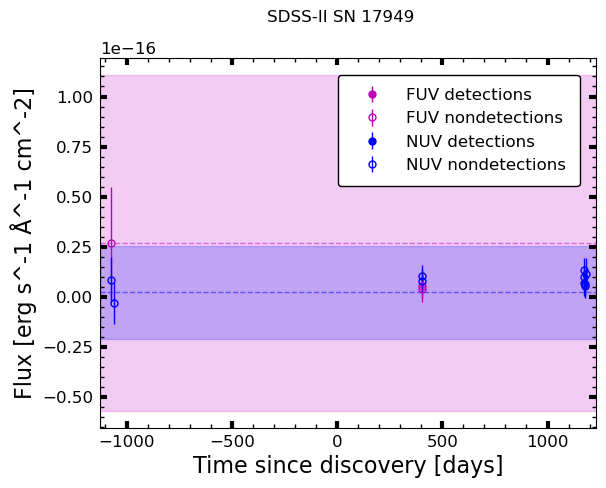 SDSS-II SN 17949
1e−16
Flux [erg s^-1 Å^-1 cm^-2]
1.00
0.75
0.50
0.25
0.00
−0.25
−0.50
FUV detections
FUV nondetections
NUV detections
NUV nondetections
−1000 −500 0 500 1000
Time since discovery [days]